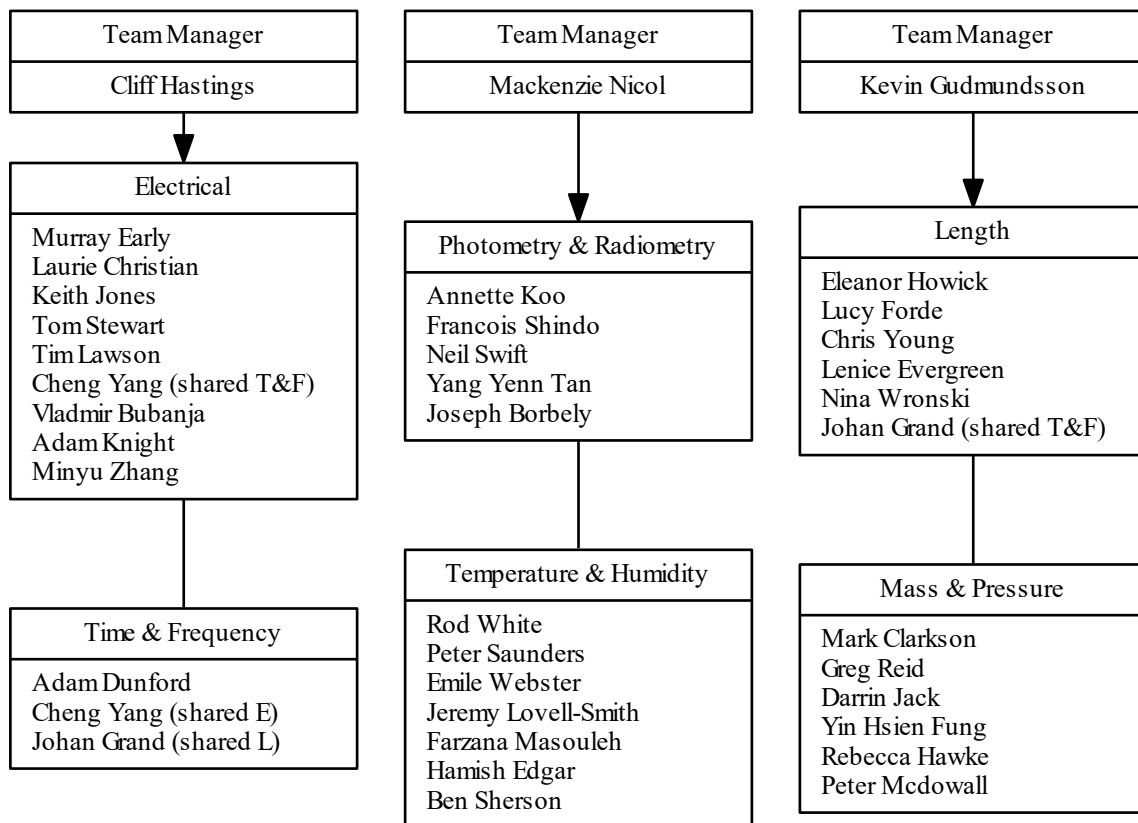 Team Manager
Cliff Hastings
Electrical
Murray Early
Laurie Christian
Keith Jones
Tom Stewart
Tim Lawson
Cheng Yang (shared T&F)
Vladmir Bubanja
Adam Knight
Minyu Zhang
Time & Frequency
Adam Dunford
Cheng Yang (shared E)
Johan Grand (shared L)
Team Manager
Mackenzie Nicol
Photometry & Radiometry
Annette Koo
Francois Shindo
Neil Swift
Yang Yenn Tan
Joseph Borbely
Temperature & Humidity
Rod White
Peter Saunders
Emile Webster
Jeremy Lovell-Smith
Farzana Masouleh
Hamish Edgar
Ben Sherson
Team Manager
Kevin Gudmundsson
Length
Eleanor Howick
Lucy Forde
Chris Young
Lenice Evergreen
Nina Wronski
Johan Grand (shared T&F)
Mass & Pressure
Mark Clarkson
Greg Reid
Darrin Jack
Yin Hsien Fung
Rebecca Hawke
Peter Mcdowall